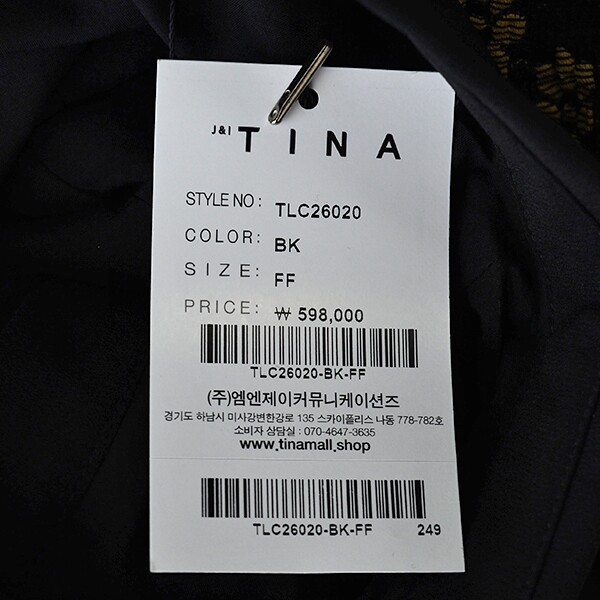 J&I TINA
STYLE NO: TLC26020
COLOR: BK
SIZE: FF
PRICE: ₩ 598,000
TLC26020-BK-FF
(주)엠엔제이커뮤니케이션즈
경기도 하남시 미사강변한강로 135 스카이폴리스 나동 778-782호
소비자 상담실 : 070-4647-3635
www.tinamall.shop
TLC26020-BK-FF 249